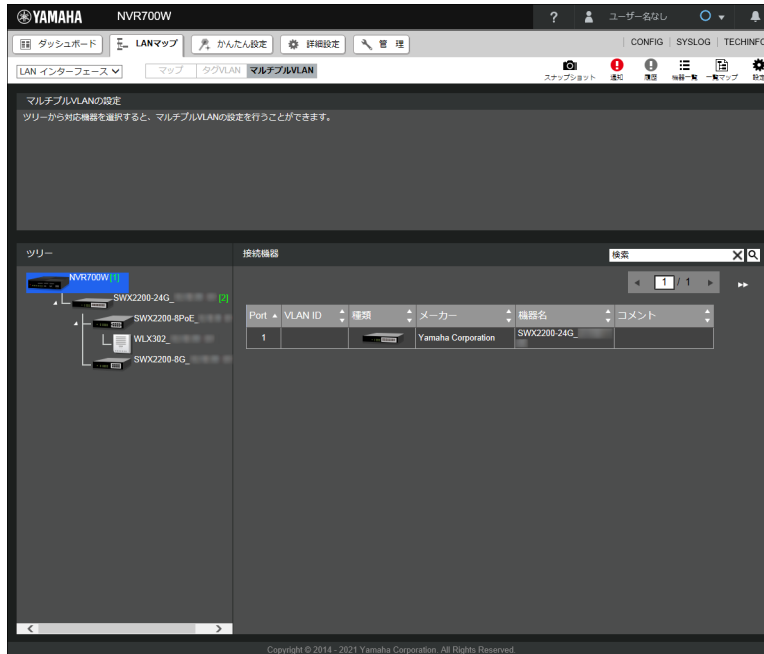 YAMAHA NVR700W ? ユーザー名なし
ダッシュボード LANマップ かんたん設定 詳細設定 管 理 CONFIG SYSLOG TECHINFO
LAN インターフェース マップ タグVLAN マルチプルVLAN スナップショット 通知 履歴 機器一覧 一覧マップ 設定
マルチプルVLANの設定
ツリーから対応機器を選択すると、マルチプルVLANの設定を行うことができます。
ツリー 接続機器 検索
NVR700W[1] 1 / 1
SWX2200-24G_ [2]
SWX2200-8PoE_
WLX302_
SWX2200-8G_
Port VLAN ID 種類 メーカー 機器名 コメント
1 Yamaha Corporation SWX2200-24G_
Copyright © 2014 - 2021 Yamaha Corporation. All Rights Reserved.